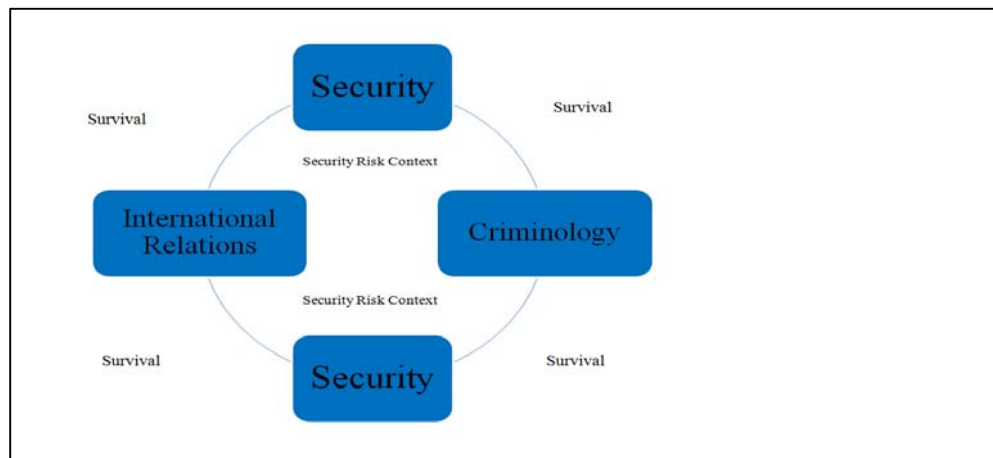 Security
Survival
Survival
Security Risk Context
International
Relations
Criminology
Security Risk Context
Survival
Survival
Security